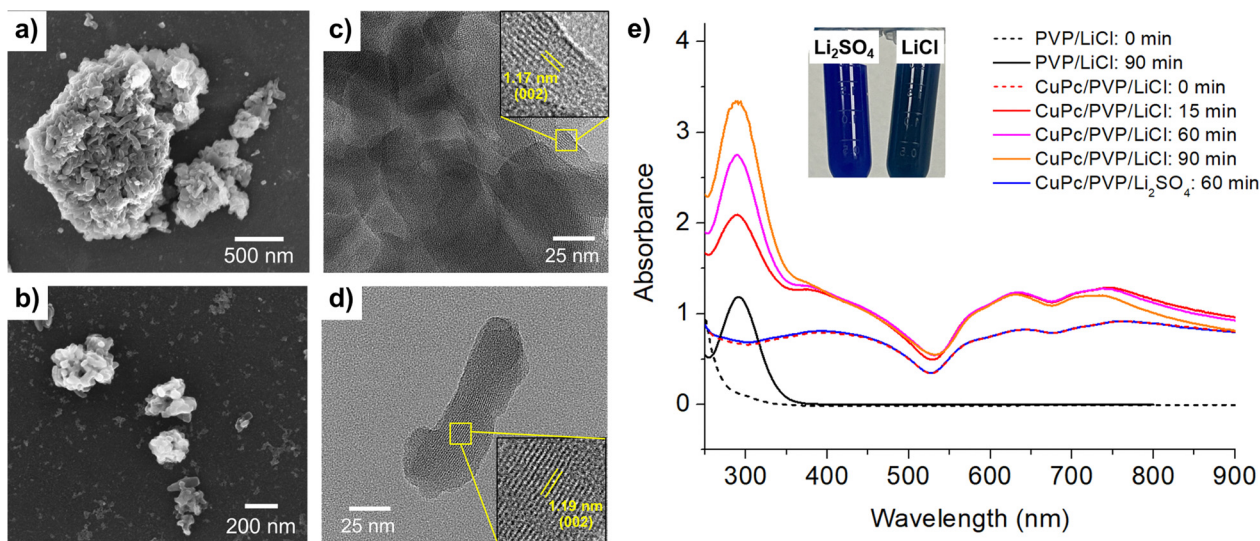 a)
500 nm
b)
200 nm
c)
1.17 nm
(002)
25 nm
d)
1.19 nm
(002)
25 nm
e)
Absorbance
4
3
2
1
0
300 400 500 600 700 800 900
Wavelength (nm)
Li₂SO₄ LiCl
PVP/LiCl: 0 min
PVP/LiCl: 90 min
CuPc/PVP/LiCl: 0 min
CuPc/PVP/LiCl: 15 min
CuPc/PVP/LiCl: 60 min
CuPc/PVP/LiCl: 90 min
CuPc/PVP/Li₂SO₄: 60 min